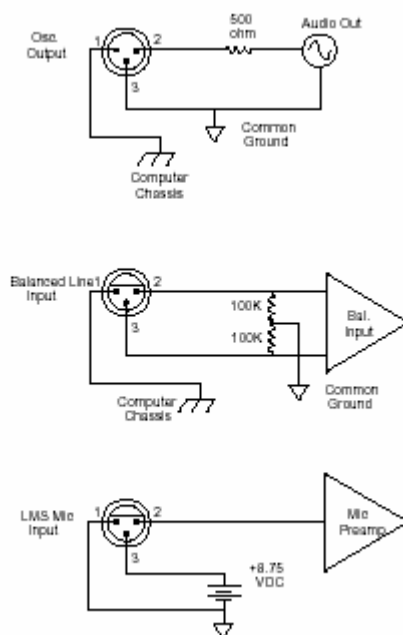 Osc.
Output
1
2
3
500
ohm
Audio Out
Common
Ground
Computer
Chassis
Balanced Line
Input
1
2
3
100K
100K
Bal.
Input
Computer
Chassis
Common
Ground
LMS Mic
Input
1
2
3
+8.75
VDC
Mic
Preamp